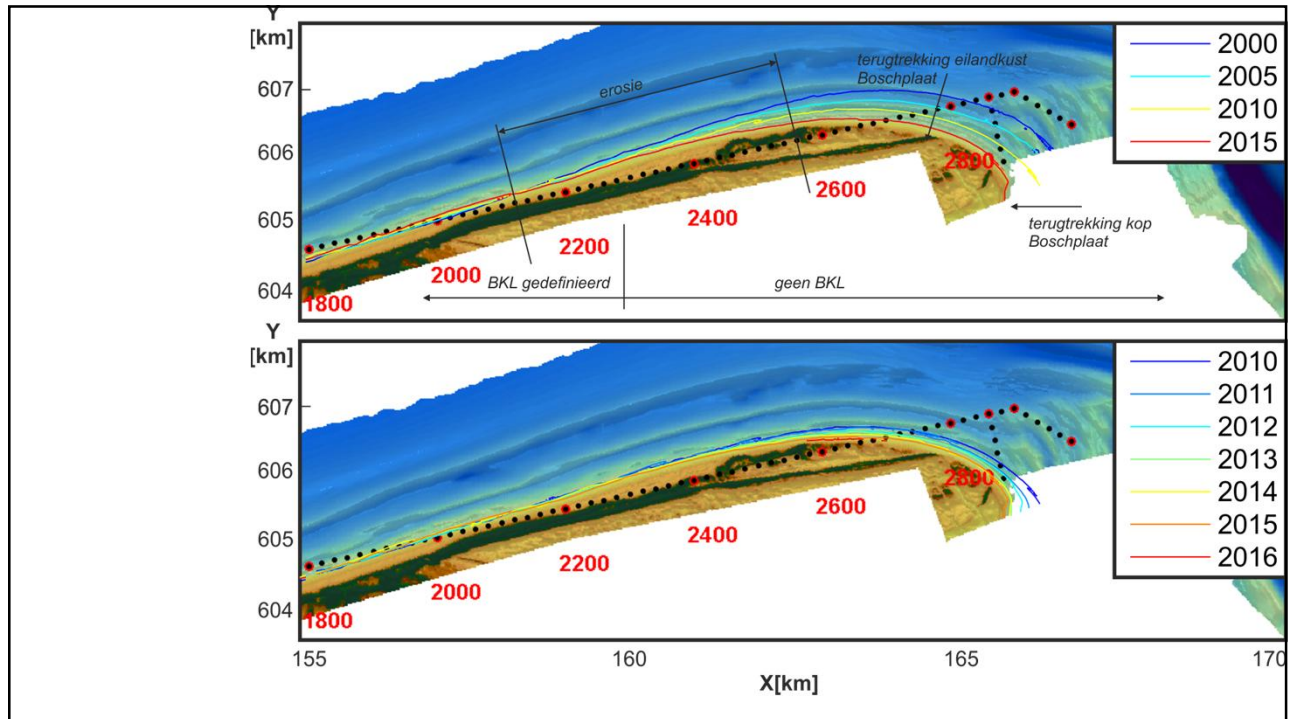 Y
[km]
607
606
605
604
erosie
terugtrekking eilandkust
Boschplaat
2000
2005
2010
2015
2800
2600
2400
2200
2000
1800
terugtrekking kop
Boschplaat
BKL gedefinieerd
geen BKL
Y
[km]
607
606
605
604
2010
2011
2012
2013
2014
2015
2016
2800
2600
2400
2200
2000
1800
155
160
165
170
X[km]